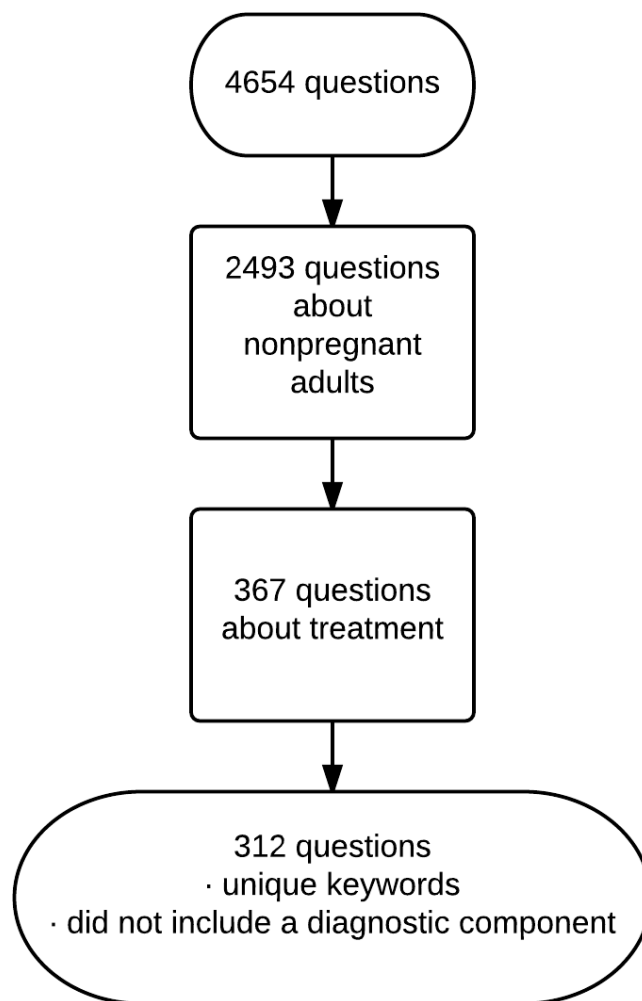 4654 questions
2493 questions
about
nonpregnant
adults
367 questions
about treatment
312 questions
· unique keywords
· did not include a diagnostic component